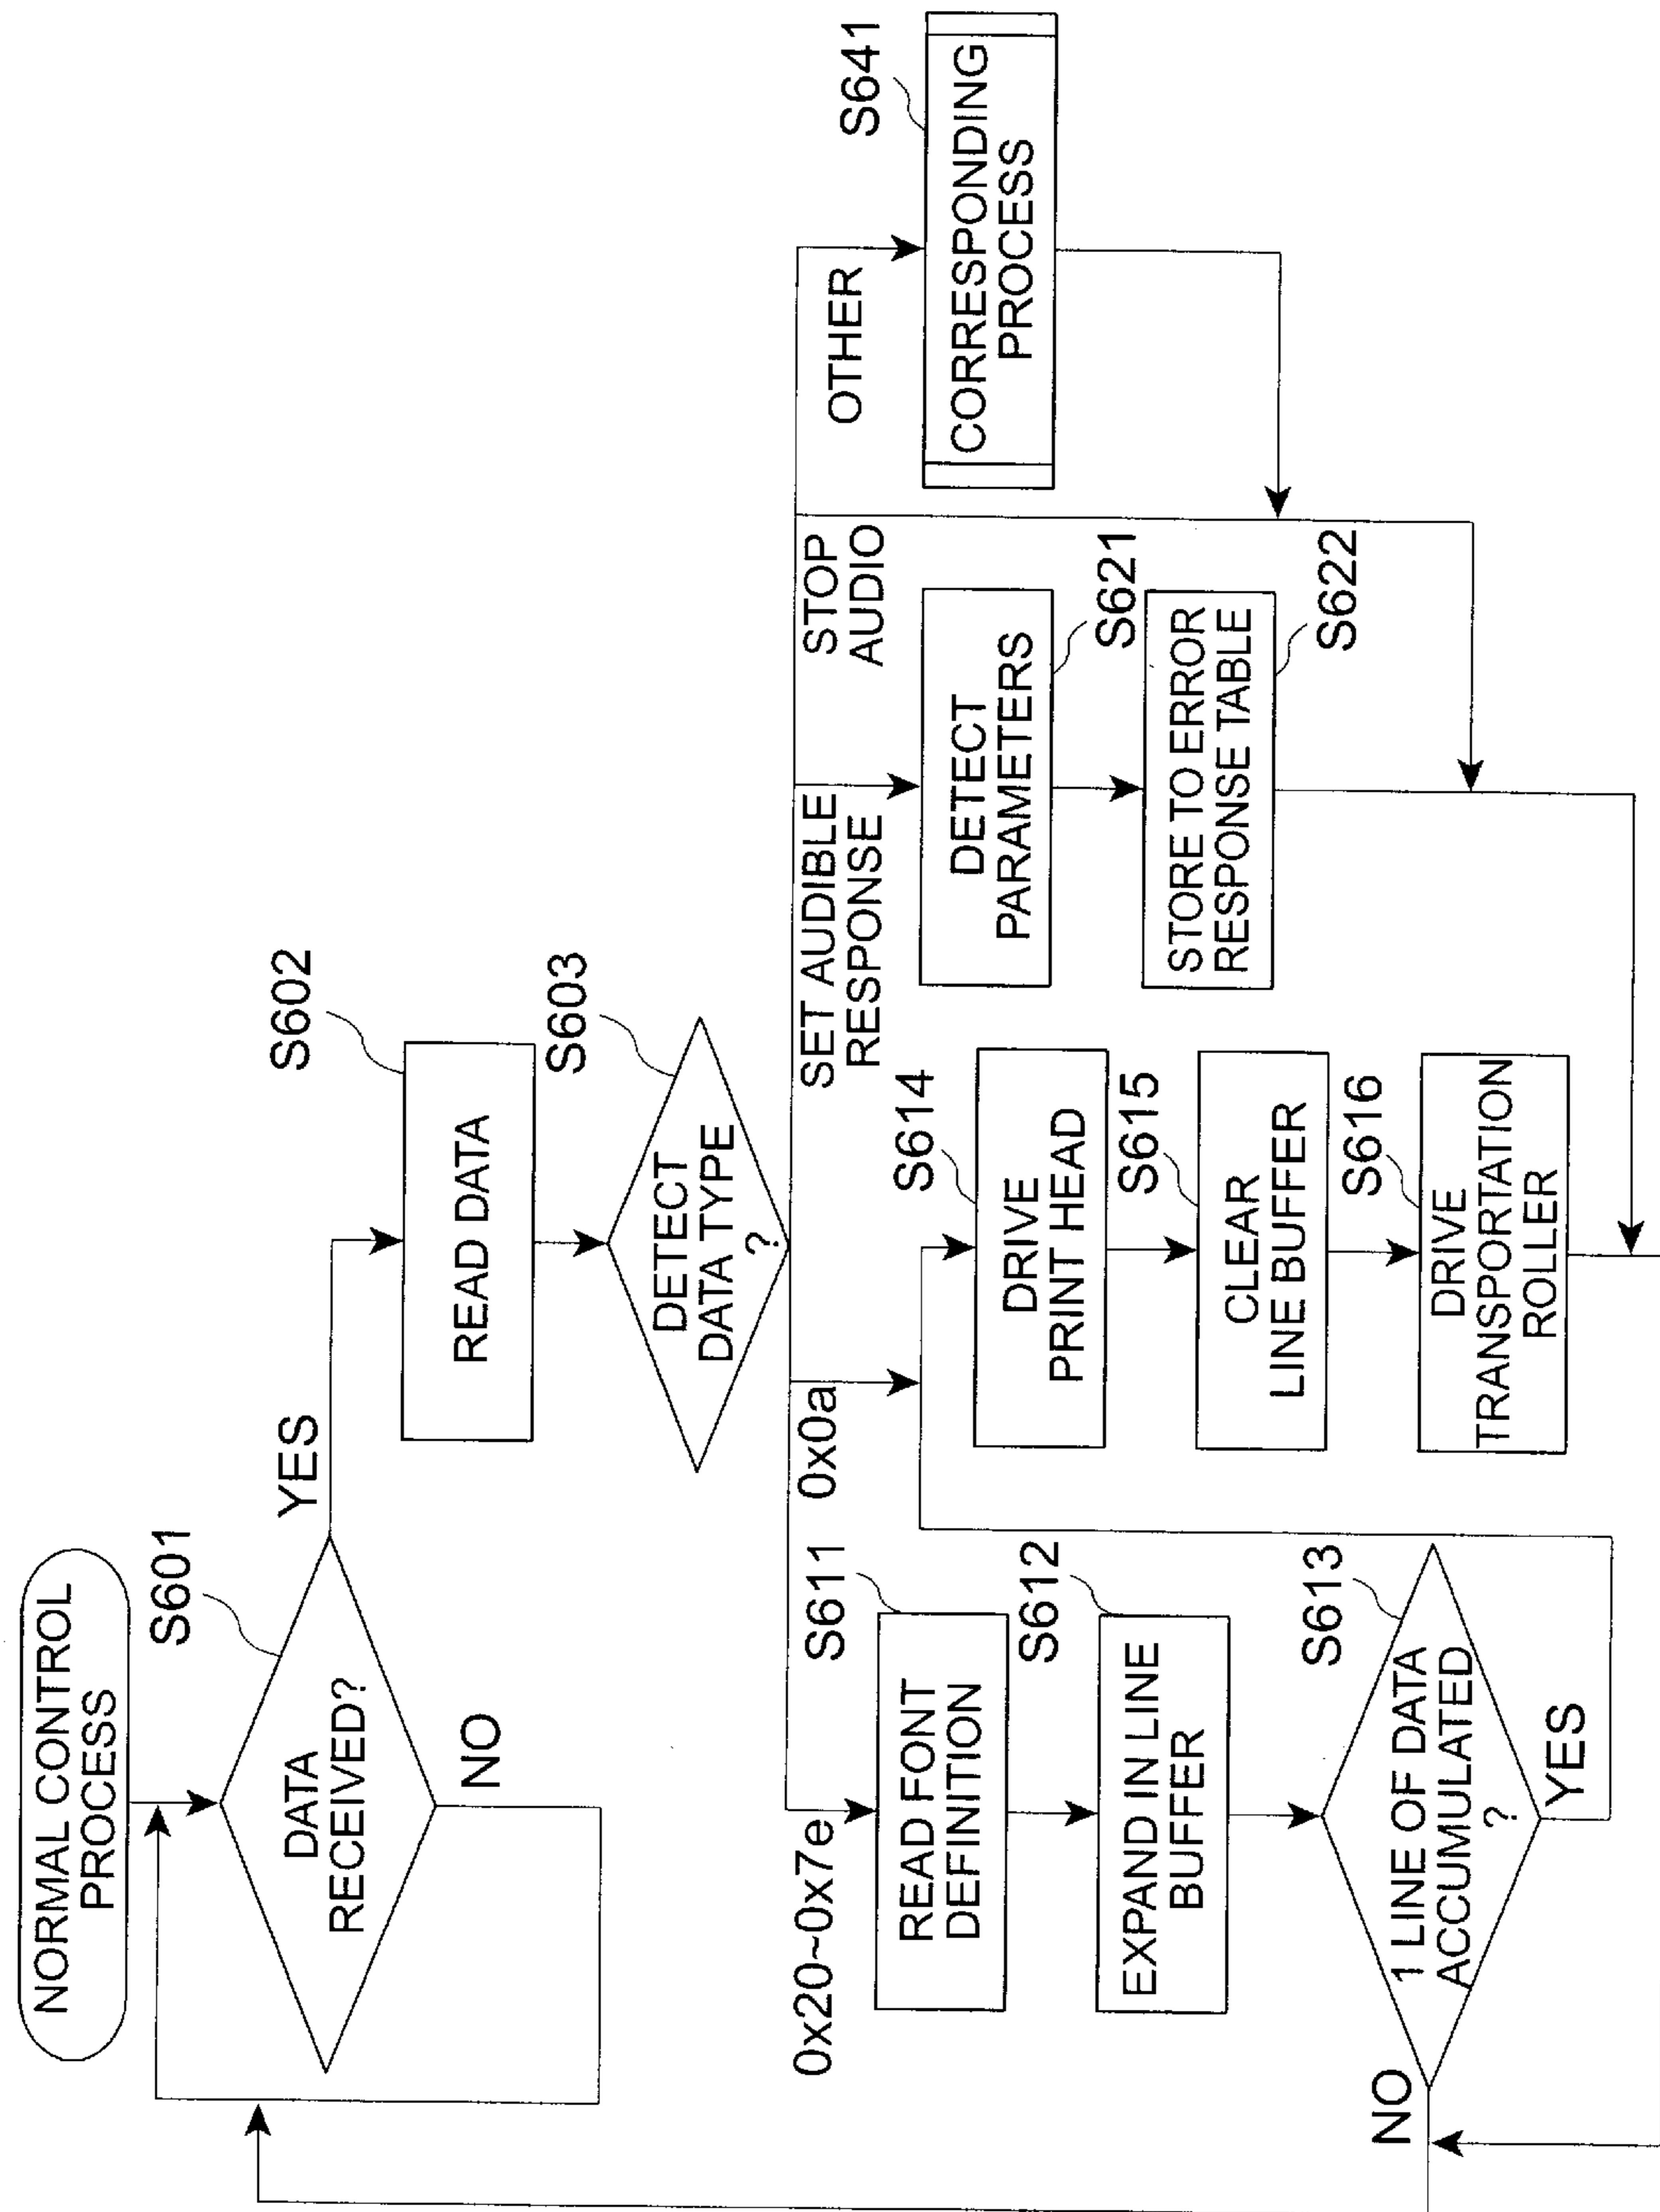 NORMAL CONTROL
PROCESS
S601
DATA
RECEIVED?
YES
NO
S602
READ DATA
S603
DETECT
DATA TYPE
?
0x20~0x7e
0x0a
SET AUDIBLE
RESPONSE
STOP
AUDIO
OTHER
S611
READ FONT
DEFINITION
S612
EXPAND IN LINE
BUFFER
S613
1 LINE OF DATA
ACCUMULATED
?
NO
YES
S614
DRIVE
PRINT HEAD
S615
CLEAR
LINE BUFFER
S616
DRIVE
TRANSPORTATION
ROLLER
DETECT
PARAMETERS
S621
STORE TO ERROR
RESPONSE TABLE
S622
S641
CORRESPONDING
PROCESS